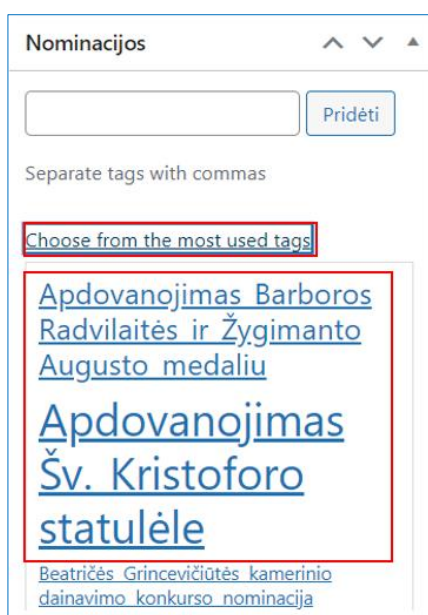 Nominacijos
Pridėti
Separate tags with commas
Choose from the most used tags
Apdovanojimas Barboros
Radvilaitės ir Žygimanto
Augusto medaliu
Apdovanojimas
Šv. Kristoforo
statulėle
Beatričės Grincevičiūtės kamerinio
dainavimo konkurso nominacija